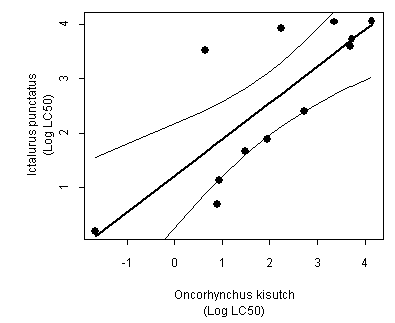 Ictalurus punctatus
(Log LC50)
4
3
2
1
-1 0 1 2 3 4
Oncorhynchus kisutch
(Log LC50)